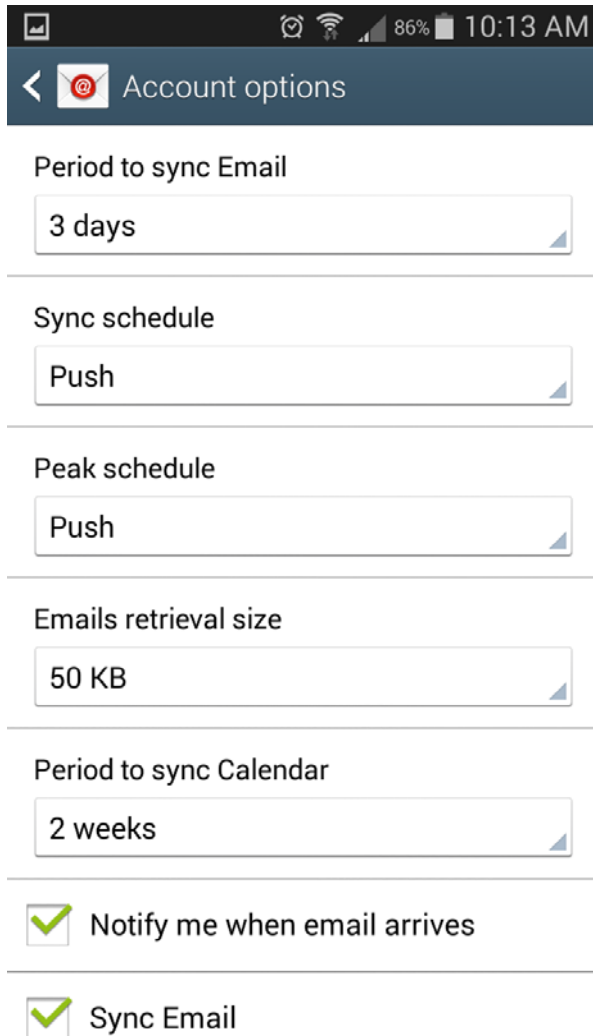 86% 10:13 AM
@ Account options
Period to sync Email
3 days
Sync schedule
Push
Peak schedule
Push
Emails retrieval size
50 KB
Period to sync Calendar
2 weeks
Notify me when email arrives
Sync Email